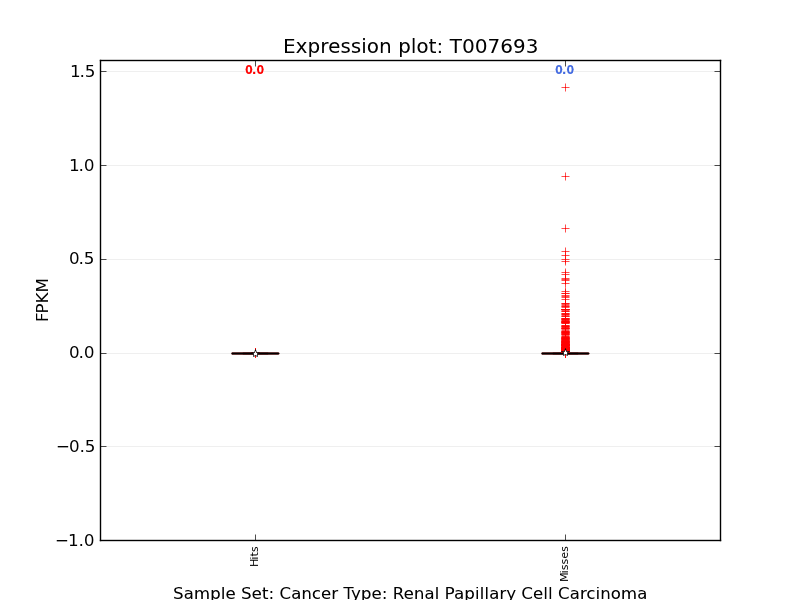 Expression plot: T007693
1.5
0.0
0.0
1.0
0.5
FPKM
0.0
−0.5
−1.0
Hits
Misses
Sample Set: Cancer Type: Renal Papillary Cell Carcinoma